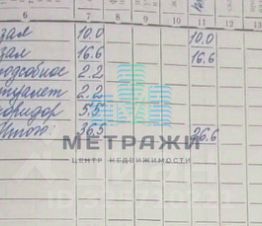 6 7 8 9 10 11 12 13
зал 10.0 10.0
зал 16.6 16.6
подсобное 2.2
туалет 2.2
коридор 5.5
Итого: 36.5 26.6
МЕТРАЖИ
ЦЕНТР НЕДВИЖИМОСТИ